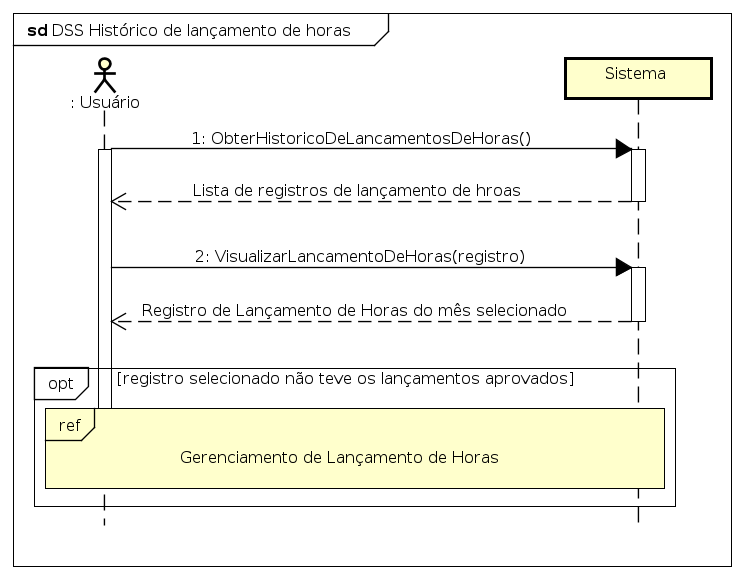 sd DSS Histórico de lançamento de horas
: Usuário
Sistema
1: ObterHistoricoDeLancamentosDeHoras()
Lista de registros de lançamento de hroas
2: VisualizarLancamentoDeHoras(registro)
Registro de Lançamento de Horas do mês selecionado
opt
[registro selecionado não teve os lançamentos aprovados]
ref
Gerenciamento de Lançamento de Horas